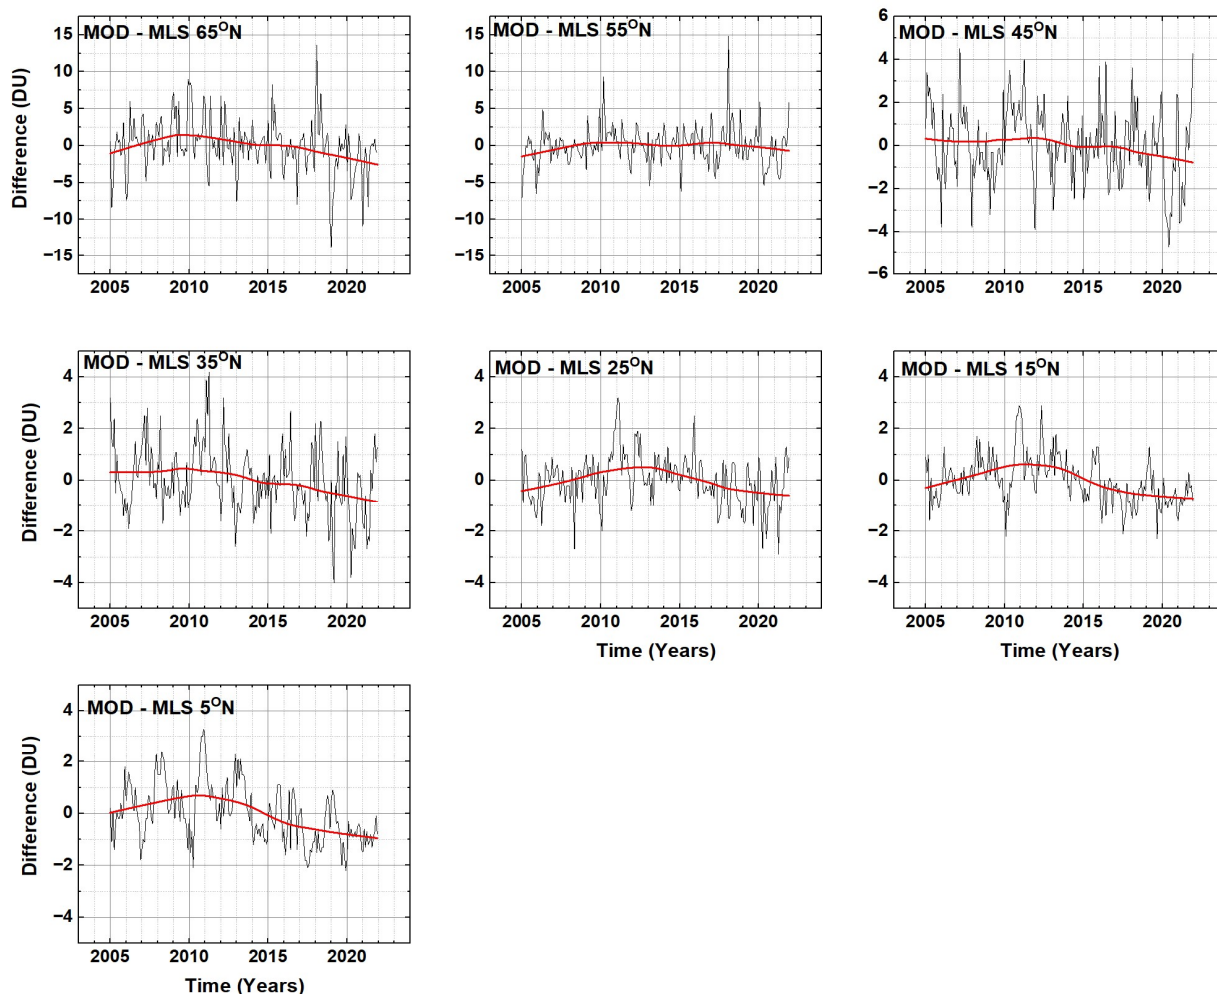 MOD - MLS 65ᴼN
MOD - MLS 55ᴼN
MOD - MLS 45ᴼN
Difference (DU)
15
10
5
0
−5
−10
−15
2005 2010 2015 2020
15
10
5
0
−5
−10
−15
2005 2010 2015 2020
6
4
2
0
−2
−4
−6
2005 2010 2015 2020
MOD - MLS 35ᴼN
MOD - MLS 25ᴼN
MOD - MLS 15ᴼN
Difference (DU)
4
2
0
−2
−4
2005 2010 2015 2020
4
2
0
−2
−4
2005 2010 2015 2020
Time (Years)
4
2
0
−2
−4
2005 2010 2015 2020
Time (Years)
MOD - MLS 5ᴼN
Difference (DU)
4
2
0
−2
−4
2005 2010 2015 2020
Time (Years)